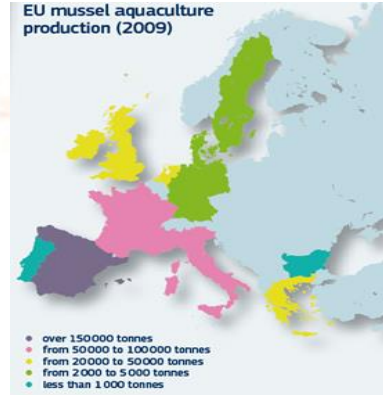 EU mussel aquaculture
production (2009)
over 150000 tonnes
from 50000 to 100000 tonnes
from 20000 to 50000 tonnes
from 2000 to 5000 tonnes
less than 1000 tonnes